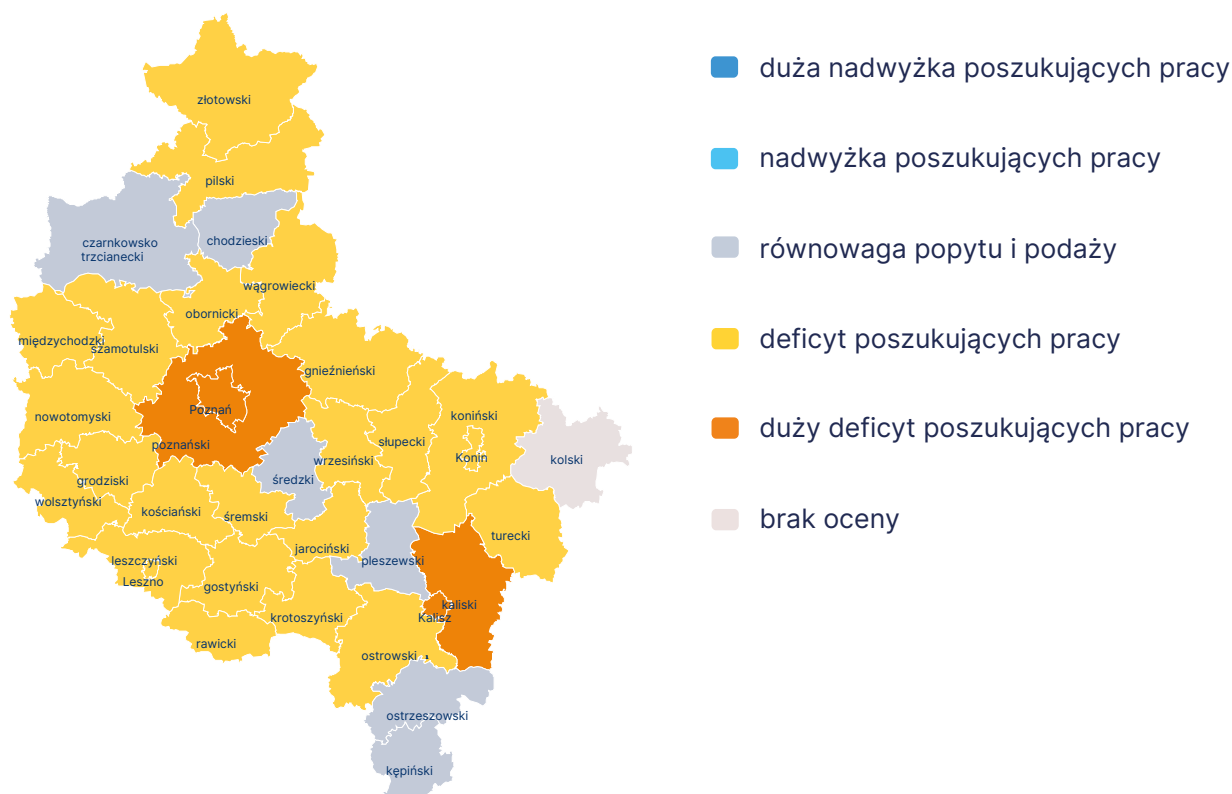 złotowski
pilski
czarnkowsko
trzcianecki
chodzieski
wągrowiecki
obornicki
międzychodzki
szamotulski
gnieźnieński
nowotomyski
Poznań
poznański
koniński
słupecki
Konin
kolski
wrzesiński
średzki
grodziski
wolsztyński
kościański
śremski
turecki
jarociński
pleszewski
leszczyński
Leszno
gostyński
kaliski
Kalisz
krotoszyński
rawicki
ostrowski
1
ostrzeszowski
kępiński
duża nadwyżka poszukujących pracy
nadwyżka poszukujących pracy
równowaga popytu i podaży
deficyt poszukujących pracy
duży deficyt poszukujących pracy
brak oceny